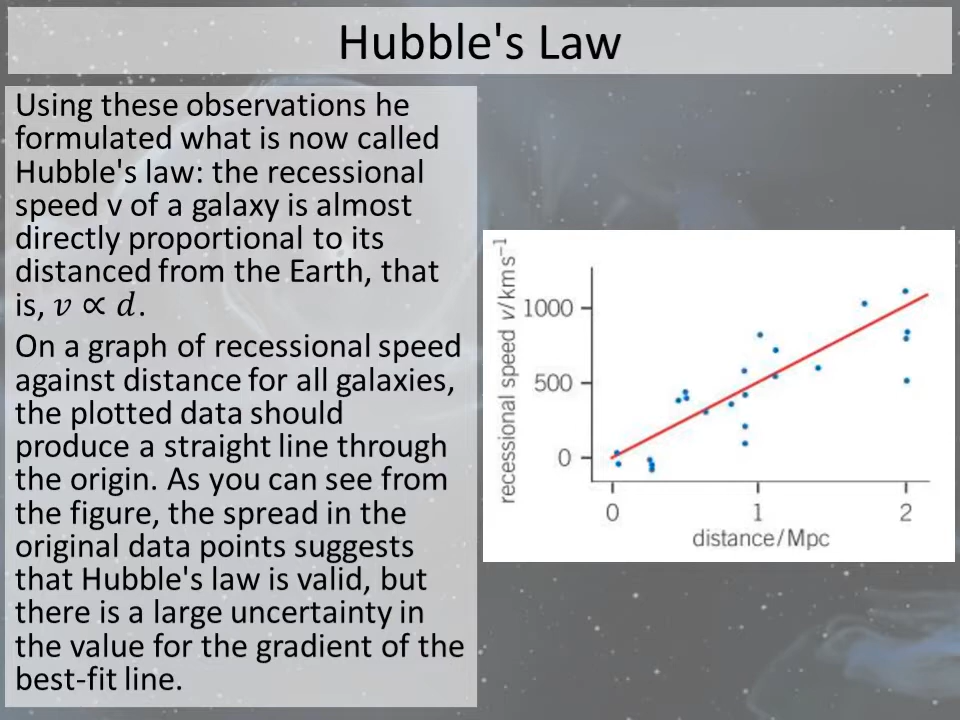 Hubble's Law
Using these observations he
formulated what is now called
Hubble's law: the recessional
speed v of a galaxy is almost
directly proportional to its
distanced from the Earth, that
is, 𝑣 ∝ 𝑑.
On a graph of recessional speed
against distance for all galaxies,
the plotted data should
produce a straight line through
the origin. As you can see from
the figure, the spread in the
original data points suggests
that Hubble's law is valid, but
there is a large uncertainty in
the value for the gradient of the
best-fit line.
recessional speed v/km s⁻¹
1000
500
0
0 1 2
distance/Mpc